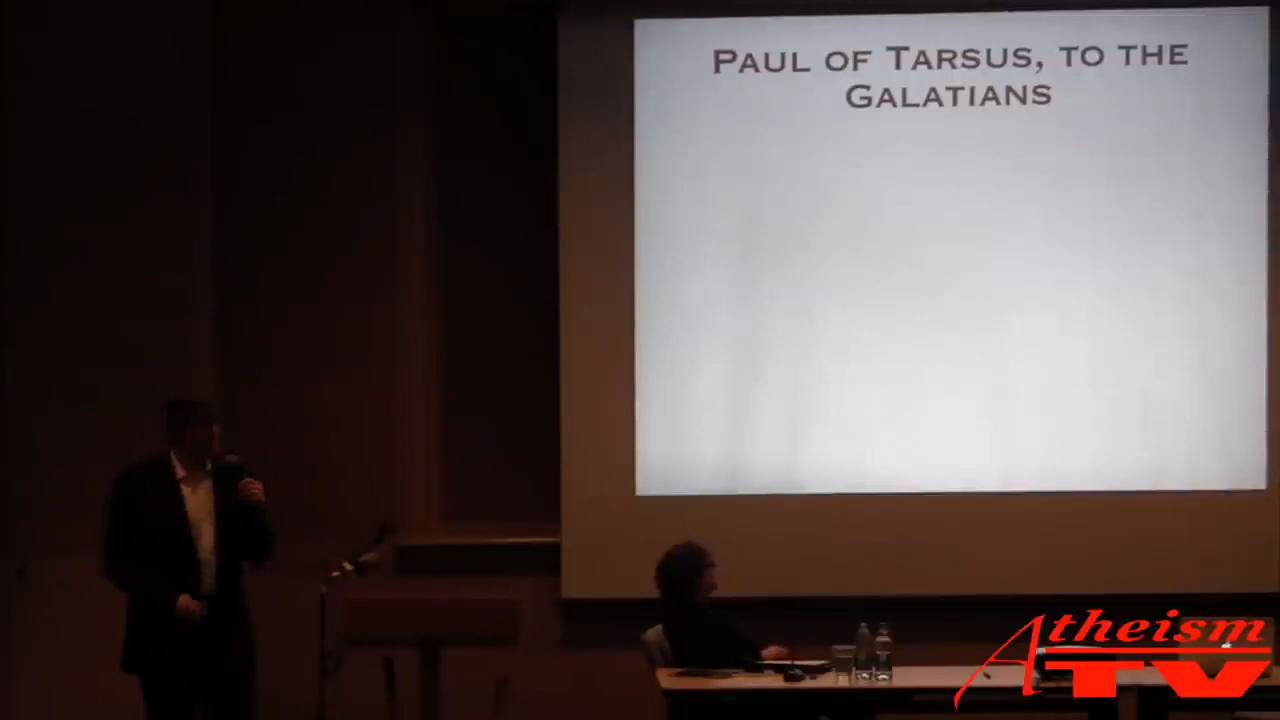 PAUL OF TARSUS, TO THE
GALATIANS
Atheism
TV